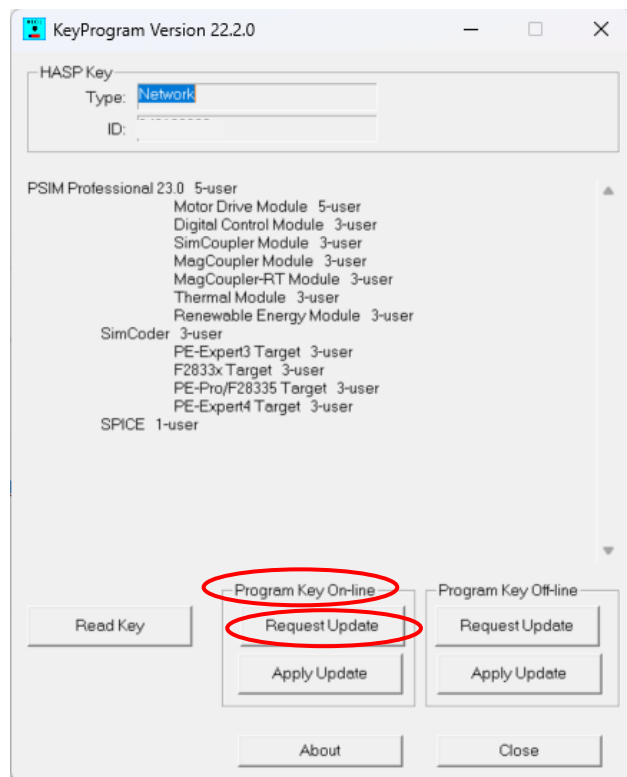 KeyProgram Version 22.2.0
HASP Key
Type: Network
ID:
PSIM Professional 23.0 5-user
Motor Drive Module 5-user
Digital Control Module 3-user
SimCoupler Module 3-user
MagCoupler Module 3-user
MagCoupler-RT Module 3-user
Thermal Module 3-user
Renewable Energy Module 3-user
SimCoder 3-user
PE-Expert3 Target 3-user
F2833x Target 3-user
PE-Pro/F28335 Target 3-user
PE-Expert4 Target 3-user
SPICE 1-user
Program Key On-line
Program Key Off-line
Read Key
Request Update
Request Update
Apply Update
Apply Update
About
Close